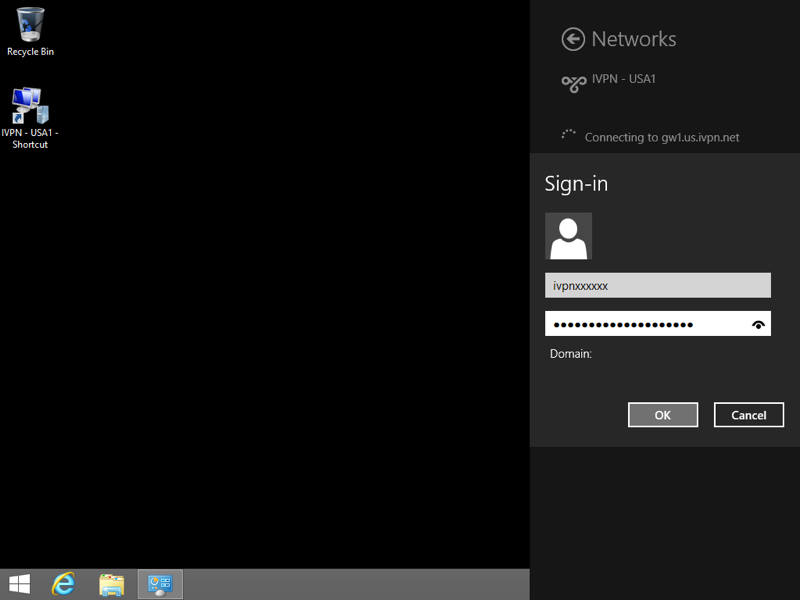 Recycle Bin
IVPN - USA1 -
Shortcut
Networks
IVPN - USA1
Connecting to gw1.us.ivpn.net
Sign-in
ivpnxxxxxx
••••••••••••••••••••
Domain:
OK
Cancel